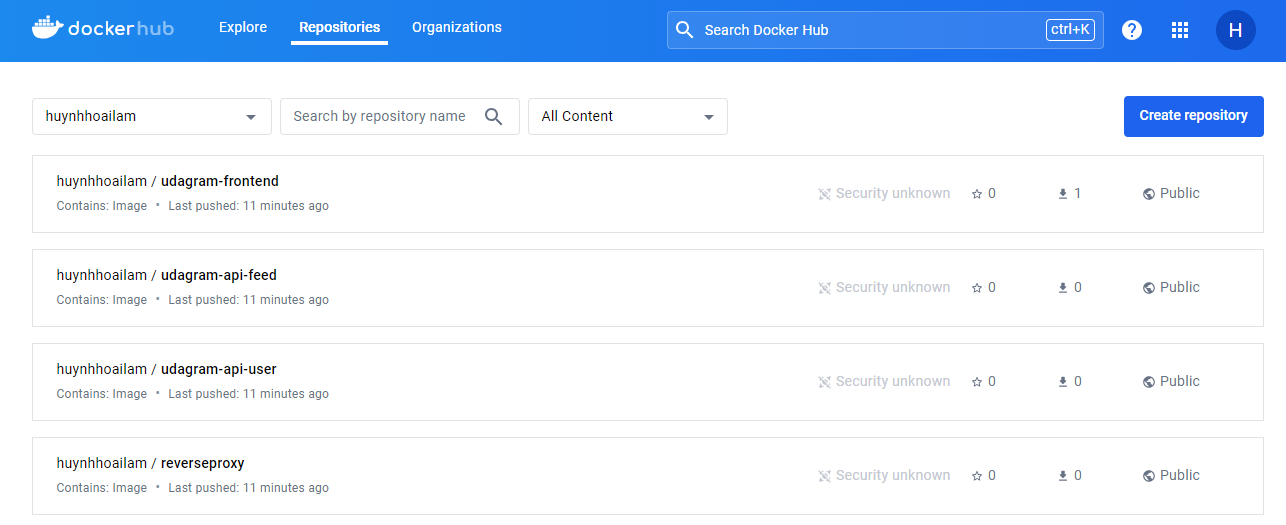 dockerhub Explore Repositories Organizations Search Docker Hub ctrl+K ? H
huynhhoailam Search by repository name All Content Create repository
huynhhoailam / udagram-frontend
Contains: Image • Last pushed: 11 minutes ago
Security unknown 0 1 Public
huynhhoailam / udagram-api-feed
Contains: Image • Last pushed: 11 minutes ago
Security unknown 0 0 Public
huynhhoailam / udagram-api-user
Contains: Image • Last pushed: 11 minutes ago
Security unknown 0 0 Public
huynhhoailam / reverseproxy
Contains: Image • Last pushed: 11 minutes ago
Security unknown 0 0 Public